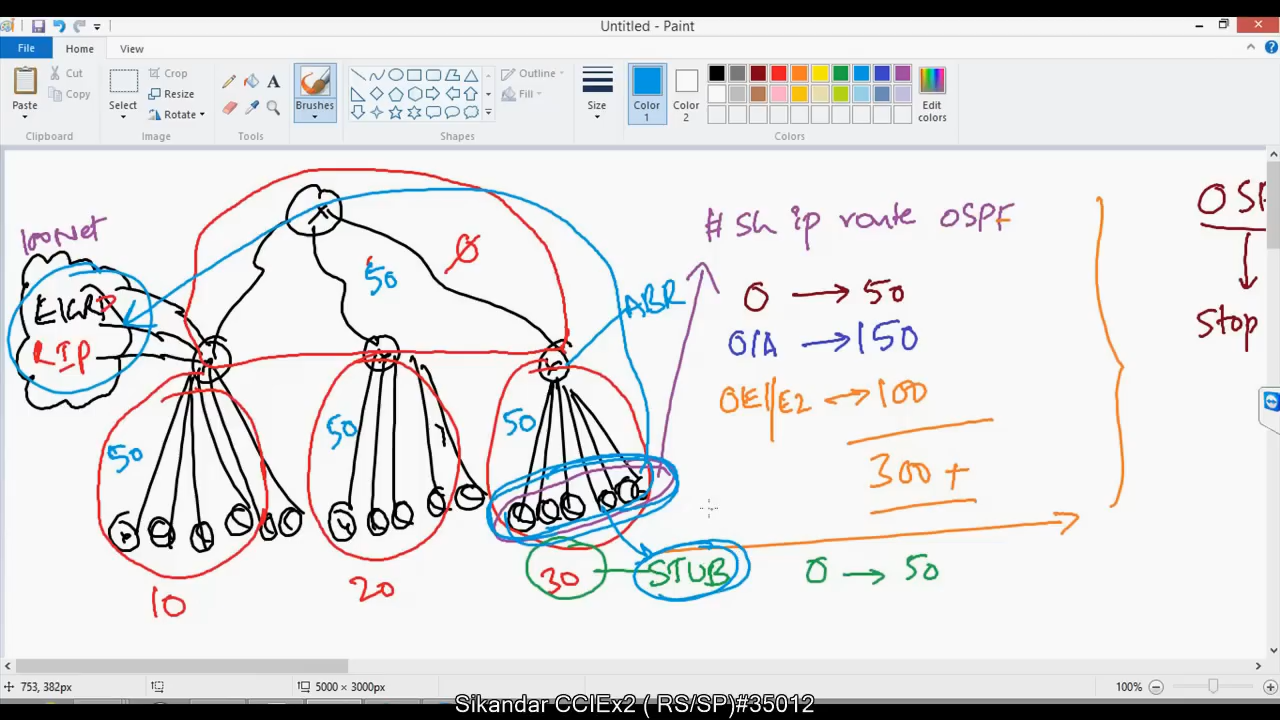 Untitled - Paint
File
Home
View
Paste
Cut
Copy
Clipboard
Select
Crop
Resize
Rotate
Image
Tools
Brushes
Shapes
Outline
Fill
Size
Color 1
Color 2
Edit colors
Colors
100Net
EIGRP
RIP
50
0
ABR
50
50
50
10
20
30
STUB
# Sh ip route OSPF
O → 50
O/A → 150
OE1/E2 → 100
300 +
O → 50
OSF
Stop
753, 382px
5000 × 3000px
100%
Sikandar CCIEx2 ( RS/SP)#35012